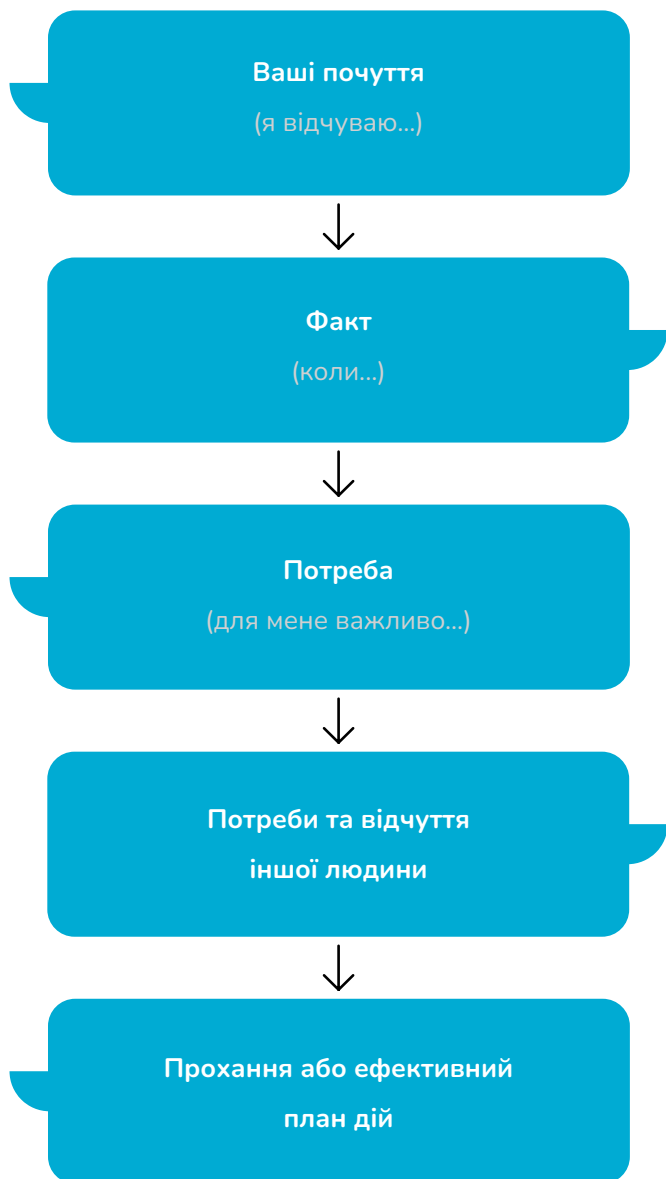 Ваші почуття
(я відчуваю...)
Факт
(коли...)
Потреба
(для мене важливо...)
Потреби та відчуття
іншої людини
Прохання або ефективний
план дій